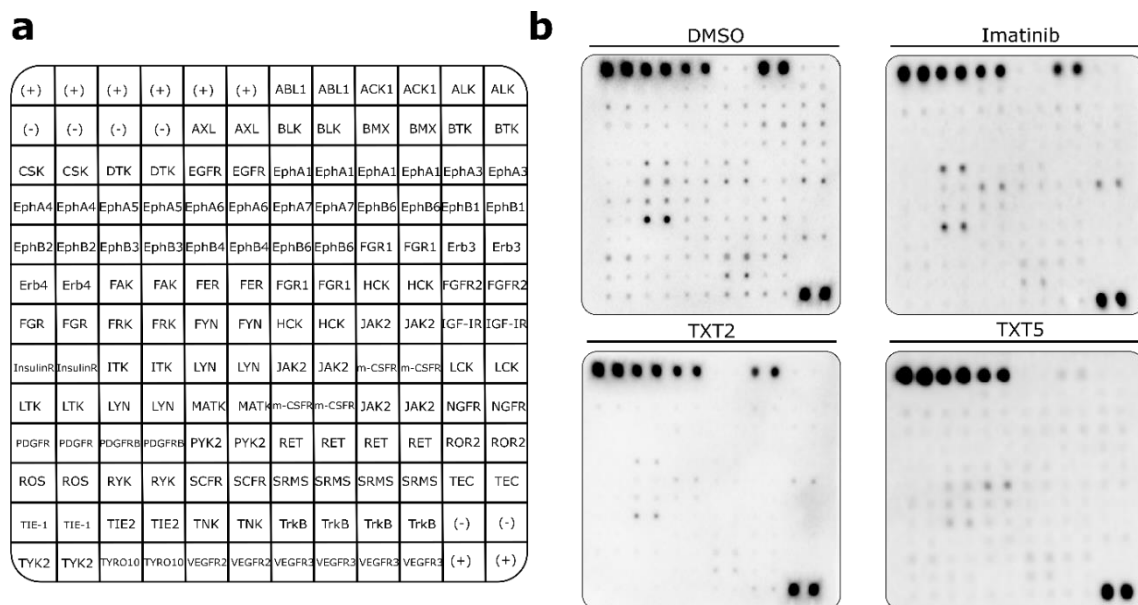 a
b
DMSO
Imatinib
TXT2
TXT5
(+) (+) (+) (+) (+) (+) ABL1 ABL1 ACK1 ACK1 ALK ALK
(-) (-) (-) (-) AXL AXL BLK BLK BMX BMX BTK BTK
CSK CSK DTK DTK EGFR EGFR EphA1 EphA1 EphA1 EphA1 EphA3 EphA3
EphA4 EphA4 EphA5 EphA5 EphA6 EphA6 EphA7 EphA7 EphB6 EphB6 EphB1 EphB1
EphB2 EphB2 EphB3 EphB3 EphB4 EphB4 EphB6 EphB6 FGR1 FGR1 Erb3 Erb3
Erb4 Erb4 FAK FAK FER FER FGR1 FGR1 HCK HCK FGFR2 FGFR2
FGR FGR FRK FRK FYN FYN HCK HCK JAK2 JAK2 IGF-IR IGF-IR
InsulinR InsulinR ITK ITK LYN LYN JAK2 JAK2 m-CSFR m-CSFR LCK LCK
LTK LTK LYN LYN MATK MATK m-CSFR m-CSFR JAK2 JAK2 NGFR NGFR
PDGFR PDGFR PDGFRB PDGFRB PYK2 PYK2 RET RET RET RET ROR2 ROR2
ROS ROS RYK RYK SCFR SCFR SRMS SRMS SRMS SRMS TEC TEC
TIE-1 TIE-1 TIE2 TIE2 TNK TNK TrkB TrkB TrkB TrkB (-) (-)
TYK2 TYK2 TYRO10 TYRO10 VEGFR2 VEGFR2 VEGFR3 VEGFR3 VEGFR3 VEGFR3 (+) (+)